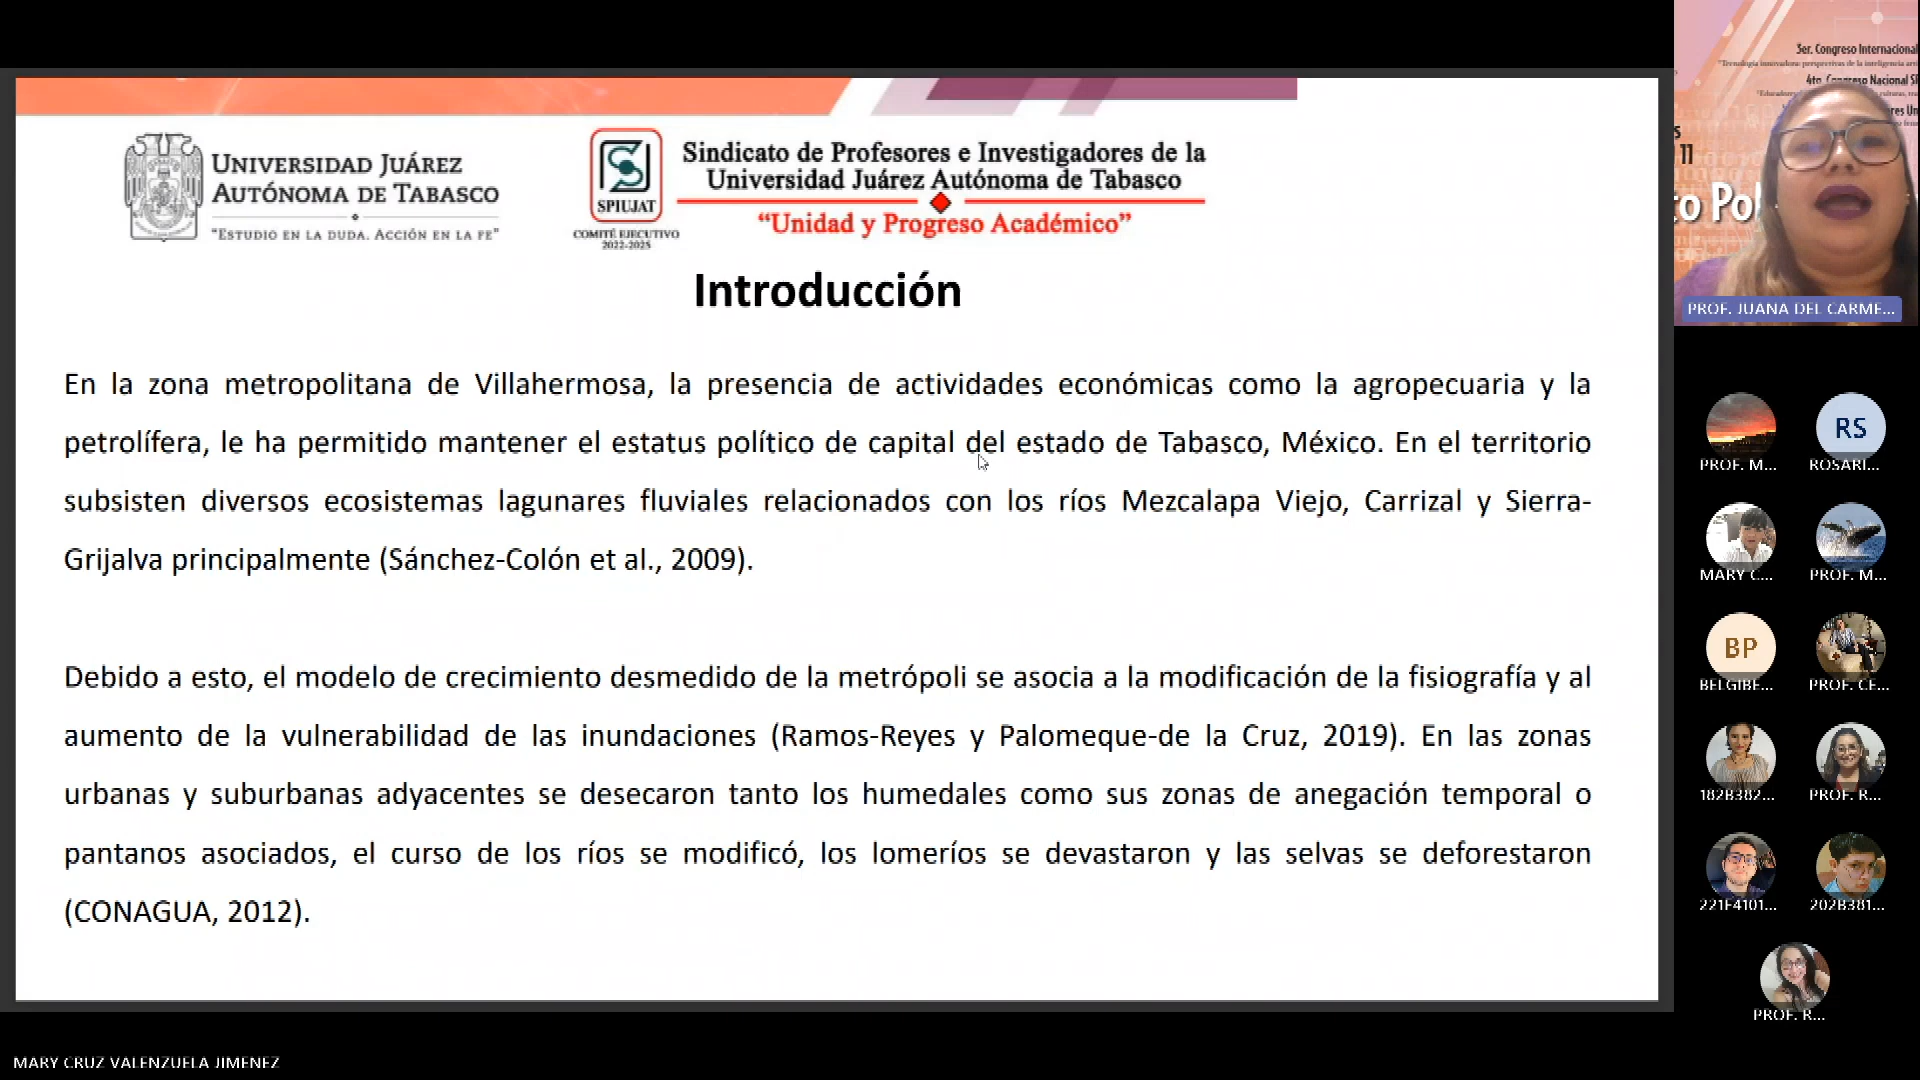 UNIVERSIDAD JUÁREZ
AUTÓNOMA DE TABASCO
“ESTUDIO EN LA DUDA. ACCIÓN EN LA FE”
SPIUJAT
COMITÉ EJECUTIVO
2022-2025
Sindicato de Profesores e Investigadores de la
Universidad Juárez Autónoma de Tabasco
“Unidad y Progreso Académico”
Introducción
En la zona metropolitana de Villahermosa, la presencia de actividades económicas como la agropecuaria y la
petrolífera, le ha permitido mantener el estatus político de capital del estado de Tabasco, México. En el territorio
subsisten diversos ecosistemas lagunares fluviales relacionados con los ríos Mezcalapa Viejo, Carrizal y Sierra-
Grijalva principalmente (Sánchez-Colón et al., 2009).
Debido a esto, el modelo de crecimiento desmedido de la metrópoli se asocia a la modificación de la fisiografía y al
aumento de la vulnerabilidad de las inundaciones (Ramos-Reyes y Palomeque-de la Cruz, 2019). En las zonas
urbanas y suburbanas adyacentes se desecaron tanto los humedales como sus zonas de anegación temporal o
pantanos asociados, el curso de los ríos se modificó, los lomeríos se devastaron y las selvas se deforestaron
(CONAGUA, 2012).
3er. Congreso Internacional
4to. Congreso Nacional
11
PROF. JUANA DEL CARME...
PROF. M...
RS
ROSARI...
MARY C...
PROF. M...
BP
BELGIBE...
PROF. CE...
182B382...
PROF. R...
221F4101...
202B381...
PROF. R...
MARY CRUZ VALENZUELA JIMENEZ